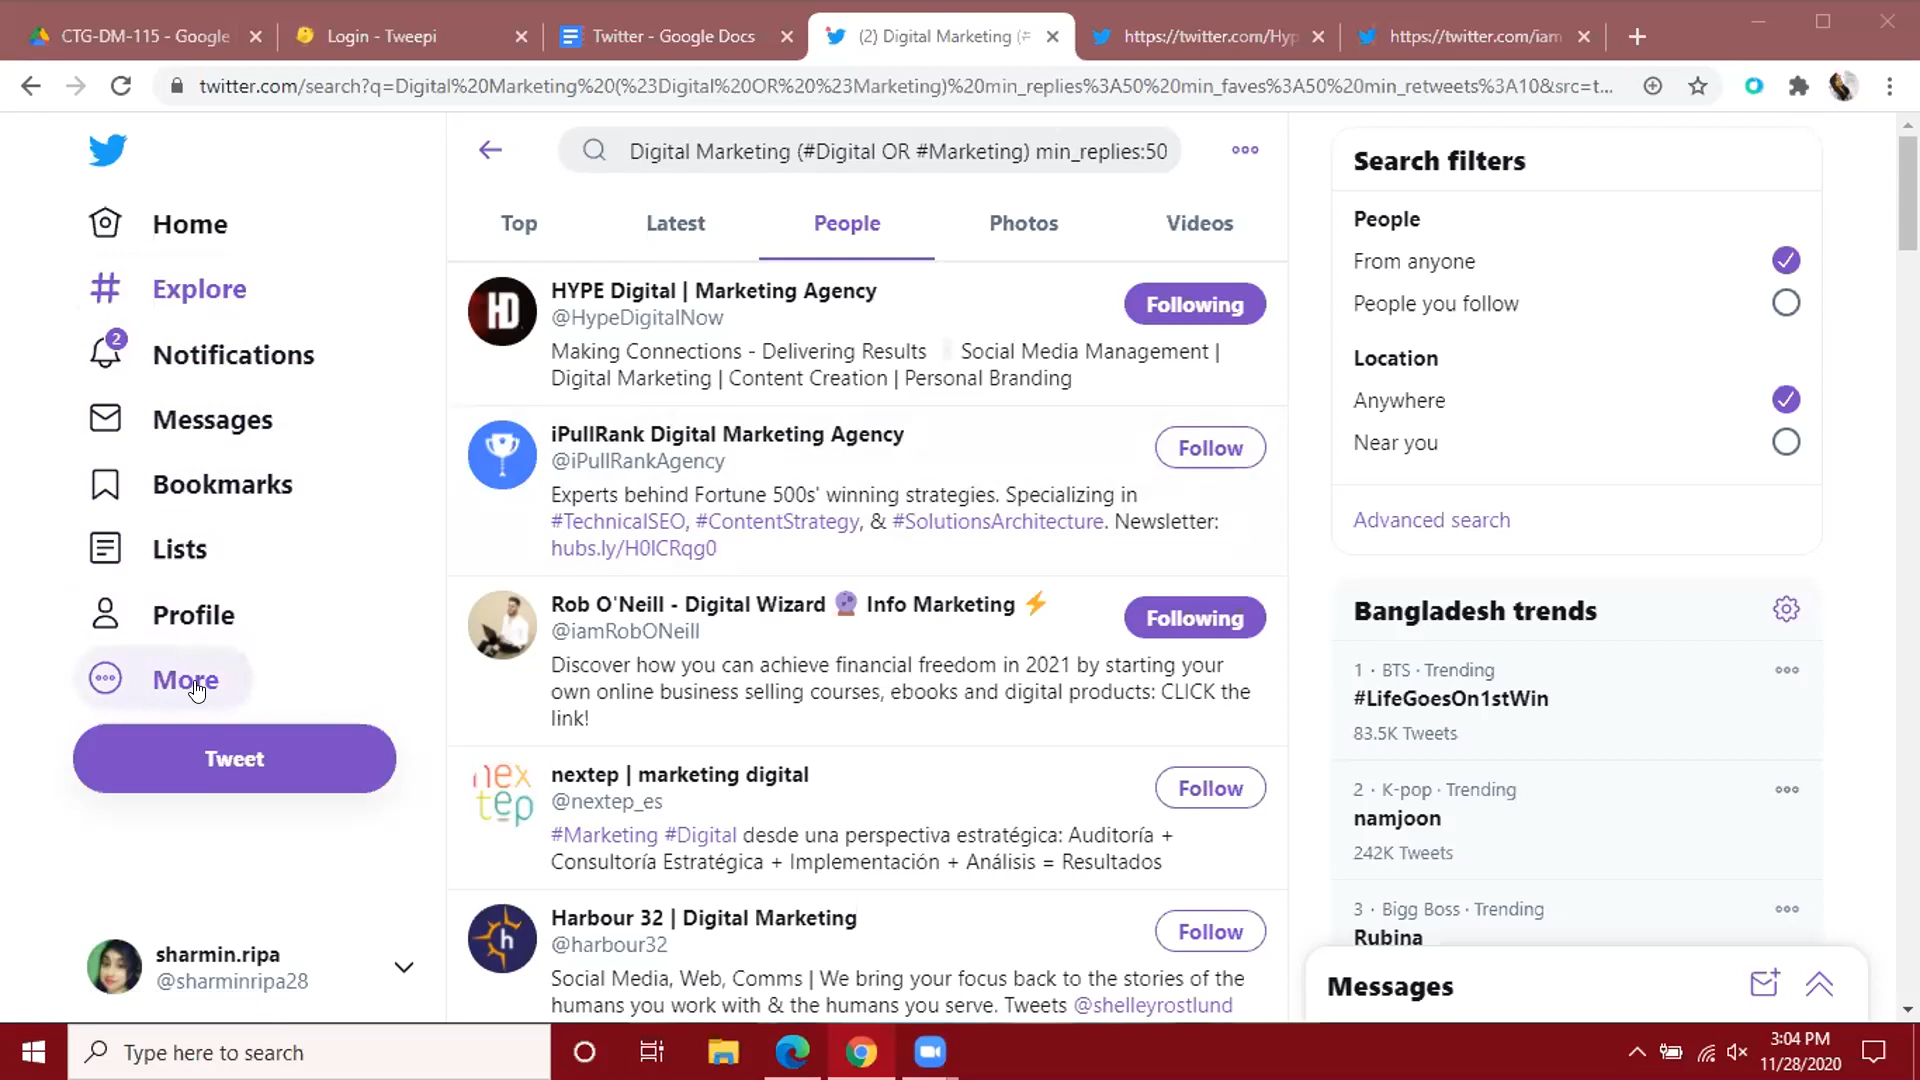 CTG-DM-115 - Google
Login - Tweepi
Twitter - Google Docs
(2) Digital Marketing (#
https://twitter.com/Hyp
https://twitter.com/iam
twitter.com/search?q=Digital%20Marketing%20(%23Digital%20OR%20%23Marketing)%20min_replies%3A50%20min_faves%3A50%20min_retweets%3A10&src=t...
Digital Marketing (#Digital OR #Marketing) min_replies:50
Home
Explore
2
Notifications
Messages
Bookmarks
Lists
Profile
More
Tweet
sharmin.ripa
@sharminripa28
Top
Latest
People
Photos
Videos
HD
HYPE Digital | Marketing Agency
@HypeDigitalNow
Following
Making Connections - Delivering Results Social Media Management |
Digital Marketing | Content Creation | Personal Branding
iPullRank Digital Marketing Agency
@iPullRankAgency
Follow
Experts behind Fortune 500s' winning strategies. Specializing in
#TechnicalSEO, #ContentStrategy, & #SolutionsArchitecture. Newsletter:
hubs.ly/H0lCRqg0
Rob O'Neill - Digital Wizard 🔮 Info Marketing ⚡
@iamRobONeill
Following
Discover how you can achieve financial freedom in 2021 by starting your
own online business selling courses, ebooks and digital products: CLICK the
link!
nex
tep
nextep | marketing digital
@nextep_es
Follow
#Marketing #Digital desde una perspectiva estratégica: Auditoría +
Consultoría Estratégica + Implementación + Análisis = Resultados
h
Harbour 32 | Digital Marketing
@harbour32
Follow
Social Media, Web, Comms | We bring your focus back to the stories of the
humans you work with & the humans you serve. Tweets @shelleyrostlund
Search filters
People
From anyone
People you follow
Location
Anywhere
Near you
Advanced search
Bangladesh trends
1 · BTS · Trending
#LifeGoesOn1stWin
83.5K Tweets
2 · K-pop · Trending
namjoon
242K Tweets
3 · Bigg Boss · Trending
Rubina
Messages
Type here to search
3:04 PM
11/28/2020